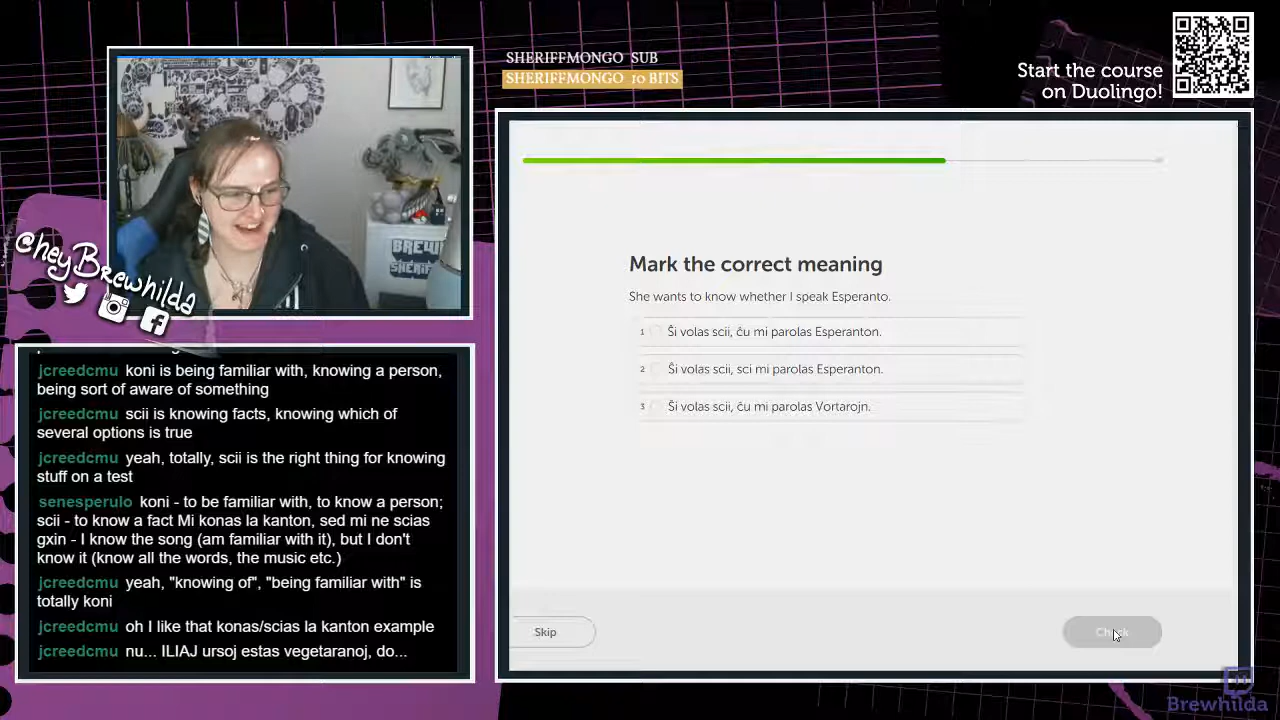 SHERIFFMONGO SUB
SHERIFFMONGO 10 BITS
Start the course
on Duolingo!
@heyBrewhilda
BREW
SHERIF
Mark the correct meaning
She wants to know whether I speak Esperanto.
1 Ŝi volas scii, ĉu mi parolas Esperanton.
2 Ŝi volas scii, sci mi parolas Esperanton.
3 Ŝi volas scii, ĉu mi parolas Vortarojn.
Skip
Check
jcreedcmu koni is being familiar with, knowing a person,
being sort of aware of something
jcreedcmu scii is knowing facts, knowing which of
several options is true
jcreedcmu yeah, totally, scii is the right thing for knowing
stuff on a test
senesperulo koni - to be familiar with, to know a person;
scii - to know a fact Mi konas la kanton, sed mi ne scias
gxin - I know the song (am familiar with it), but I don't
know it (know all the words, the music etc.)
jcreedcmu yeah, "knowing of", "being familiar with" is
totally koni
jcreedcmu oh I like that konas/scias la kanton example
jcreedcmu nu... ILIAJ ursoj estas vegetaranoj, do...
Brewhilda